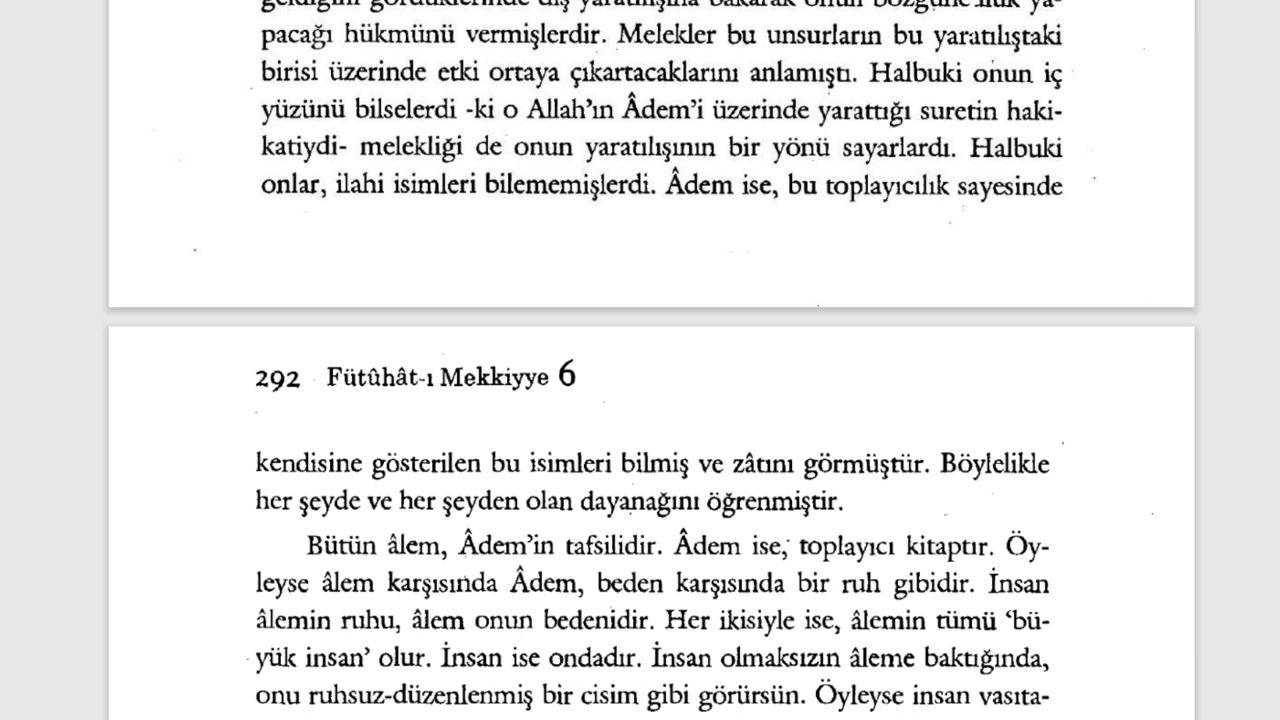 pacağı hükmünü vermişlerdir. Melekler bu unsurların bu yaratılıştaki
birisi üzerinde etki ortaya çıkartacaklarını anlamıştı. Halbuki onun iç
yüzünü bilselerdi -ki o Allah'ın Âdem'i üzerinde yarattığı suretin haki-
katiydi- melekliği de onun yaratılışının bir yönü sayarlardı. Halbuki
onlar, ilahi isimleri bilememişlerdi. Âdem ise, bu toplayıcılık sayesinde
292 Fütûhât-ı Mekkiyye 6
kendisine gösterilen bu isimleri bilmiş ve zâtını görmüştür. Böylelikle
her şeyde ve her şeyden olan dayanağını öğrenmiştir.
Bütün âlem, Âdem'in tafsilidir. Âdem ise, toplayıcı kitaptır. Öy-
leyse âlem karşısında Âdem, beden karşısında bir ruh gibidir. İnsan
âlemin ruhu, âlem onun bedenidir. Her ikisiyle ise, âlemin tümü 'bü-
yük insan' olur. İnsan ise ondadır. İnsan olmaksızın âleme baktığında,
onu ruhsuz-düzenlenmiş bir cisim gibi görürsün. Öyleyse insan vasıta-